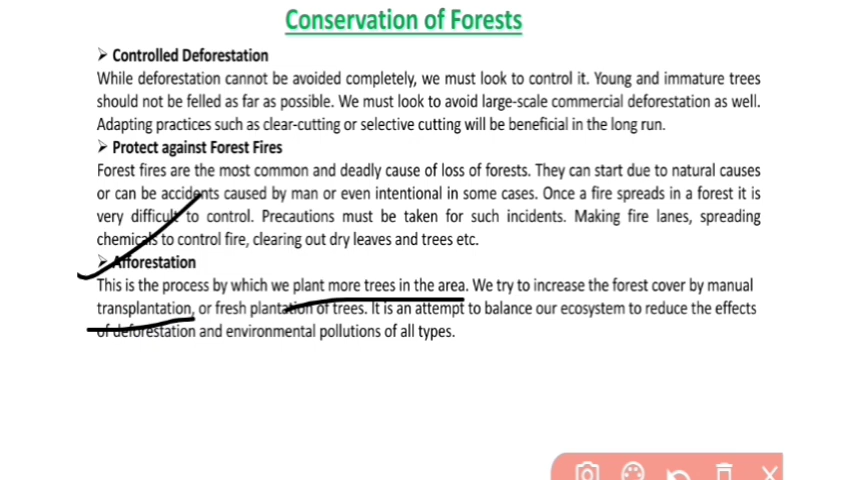 Conservation of Forests
➢ Controlled Deforestation
While deforestation cannot be avoided completely, we must look to control it. Young and immature trees
should not be felled as far as possible. We must look to avoid large-scale commercial deforestation as well.
Adapting practices such as clear-cutting or selective cutting will be beneficial in the long run.
➢ Protect against Forest Fires
Forest fires are the most common and deadly cause of loss of forests. They can start due to natural causes
or can be accidents caused by man or even intentional in some cases. Once a fire spreads in a forest it is
very difficult to control. Precautions must be taken for such incidents. Making fire lanes, spreading
chemicals to control fire, clearing out dry leaves and trees etc.
➢ Afforestation
This is the process by which we plant more trees in the area. We try to increase the forest cover by manual
transplantation, or fresh plantation of trees. It is an attempt to balance our ecosystem to reduce the effects
of deforestation and environmental pollutions of all types.